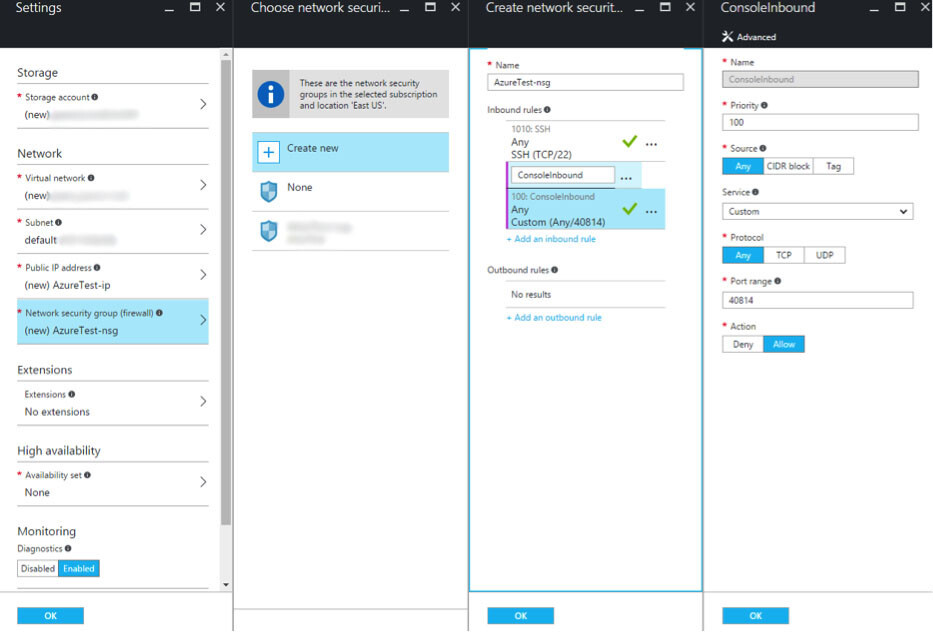 Settings
Storage
* Storage account
(new)
Network
* Virtual network
(new)
* Subnet
default
* Public IP address
(new) AzureTest-ip
* Network security group (firewall)
(new) AzureTest-nsg
Extensions
Extensions
No extensions
High availability
* Availability set
None
Monitoring
Diagnostics
Disabled Enabled
OK
Choose network securi...
These are the network security
groups in the selected subscription
and location 'East US'.
Create new
None
Create network securit...
* Name
AzureTest-nsg
Inbound rules
1010: SSH
Any
SSH (TCP/22)
...
ConsoleInbound
...
100: ConsoleInbound
Any
Custom (Any/40814)
...
+ Add an inbound rule
Outbound rules
No results
+ Add an outbound rule
OK
ConsoleInbound
Advanced
* Name
ConsoleInbound
* Priority
100
* Source
Any CIDR block Tag
Service
Custom
* Protocol
Any TCP UDP
* Port range
40814
* Action
Deny Allow
OK